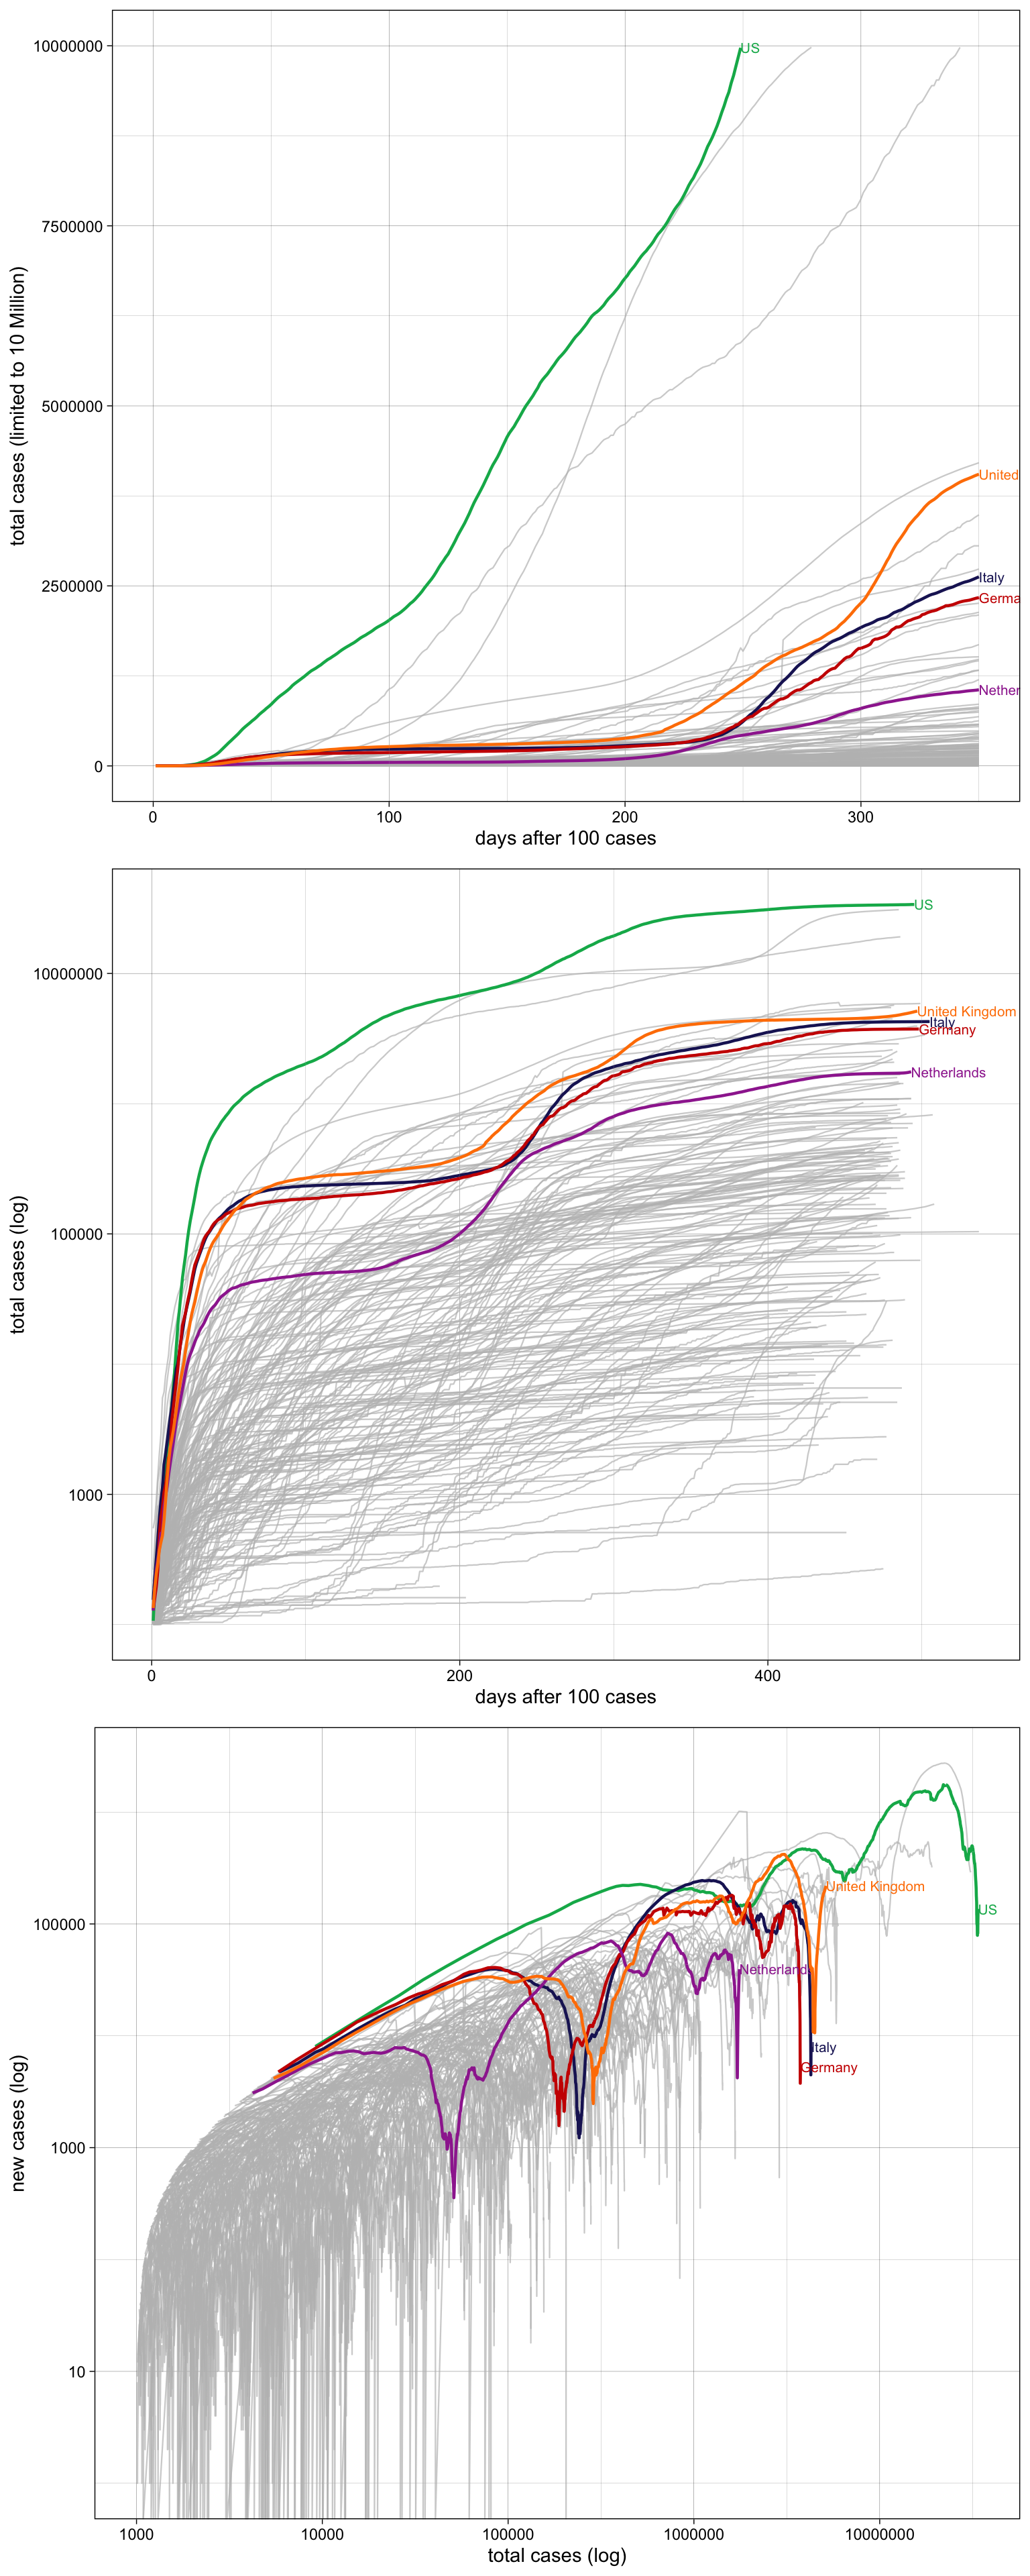 10000000
7500000
5000000
2500000
0
total cases (limited to 10 Million)
US
United
Italy
Germa
Nether
0 100 200 300
days after 100 cases
10000000
100000
1000
total cases (log)
US
United Kingdom
Italy
Germany
Netherlands
0 200 400
days after 100 cases
100000
1000
10
new cases (log)
United Kingdom
US
Netherland
Italy
Germany
1000 10000 100000 1000000 10000000
total cases (log)